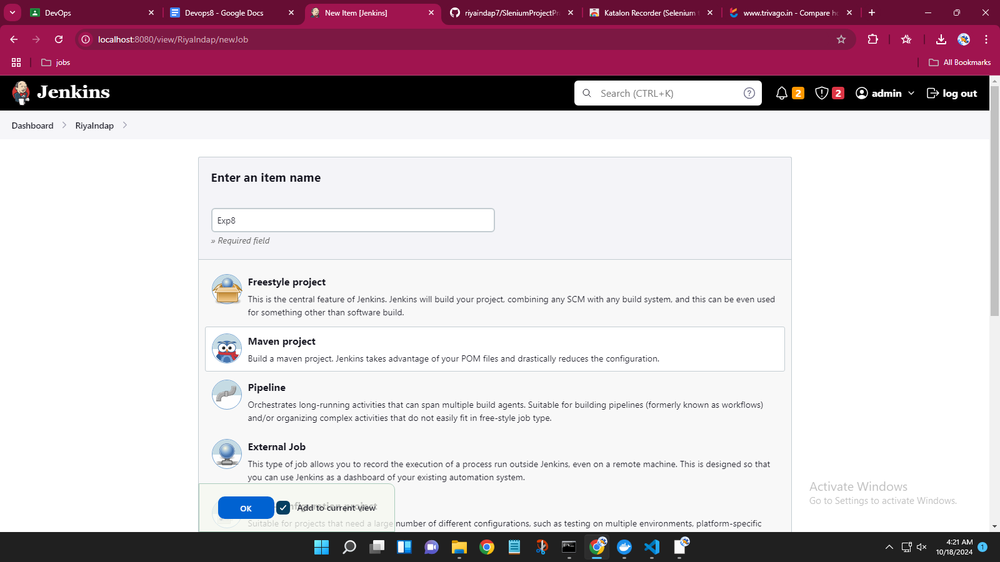 DevOps
Devops8 - Google Docs
New Item [Jenkins]
riyaindap7/SleniumProjectPr
Katalon Recorder (Selenium t
www.trivago.in - Compare ho
localhost:8080/view/RiyaIndap/newJob
jobs
All Bookmarks
Jenkins
Search (CTRL+K)
2
2
admin
log out
Dashboard
RiyaIndap
Enter an item name
Exp8
» Required field
Freestyle project
This is the central feature of Jenkins. Jenkins will build your project, combining any SCM with any build system, and this can be even used
for something other than software build.
Maven project
Build a maven project. Jenkins takes advantage of your POM files and drastically reduces the configuration.
Pipeline
Orchestrates long-running activities that can span multiple build agents. Suitable for building pipelines (formerly known as workflows)
and/or organizing complex activities that do not easily fit in free-style job type.
External Job
This type of job allows you to record the execution of a process run outside Jenkins, even on a remote machine. This is designed so that
you can use Jenkins as a dashboard of your existing automation system.
OK
Add to current view
Suitable for projects that need a large number of different configurations, such as testing on multiple environments, platform-specific
Activate Windows
Go to Settings to activate Windows.
4:21 AM
10/18/2024
1